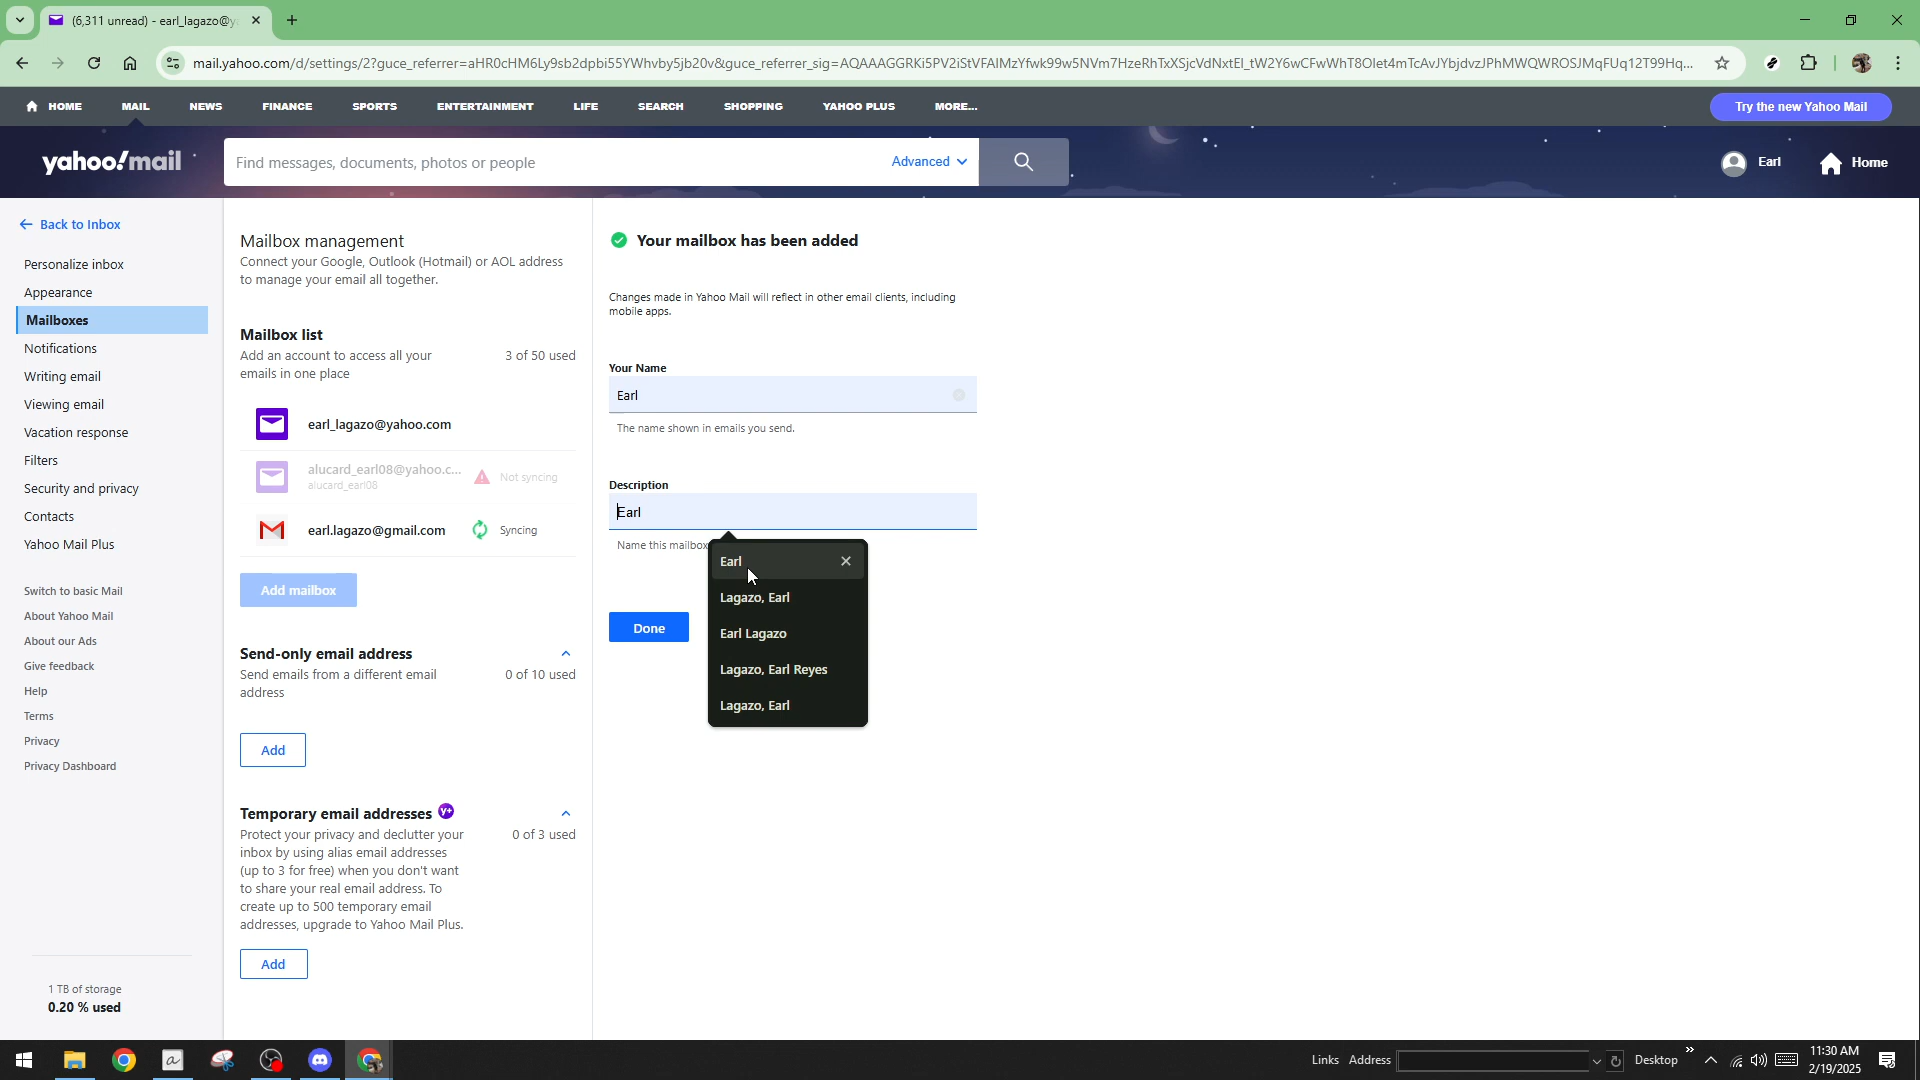 (6,311 unread) - earl_lagazo@y
mail.yahoo.com/d/settings/2?guce_referrer=aHR0cHM6Ly9sb2dpbi55YWhvby5jb20v&guce_referrer_sig=AQAAAGGRKi5PV2iStVFAIMzYfwk99w5NVm7HzeRhTxXSjcVdNxtEl_tW2Y6wCFwWhT8OIet4mTcAvJYbjdvzJPhMWQWROSJMqFUq12T99Hq...
HOME MAIL NEWS FINANCE SPORTS ENTERTAINMENT LIFE SEARCH SHOPPING YAHOO PLUS MORE...
Try the new Yahoo Mail
yahoo!mail
Find messages, documents, photos or people
Advanced
Earl
Home
Back to Inbox
Personalize inbox
Appearance
Mailboxes
Notifications
Writing email
Viewing email
Vacation response
Filters
Security and privacy
Contacts
Yahoo Mail Plus
Switch to basic Mail
About Yahoo Mail
About our Ads
Give feedback
Help
Terms
Privacy
Privacy Dashboard
1 TB of storage
0.20 % used
Mailbox management
Connect your Google, Outlook (Hotmail) or AOL address
to manage your email all together.
Mailbox list
Add an account to access all your
emails in one place
3 of 50 used
earl_lagazo@yahoo.com
alucard_earl08@yahoo.c...
alucard_earl08
Not syncing
earl.lagazo@gmail.com
Syncing
Add mailbox
Send-only email address
Send emails from a different email
address
0 of 10 used
Add
Temporary email addresses
y+
Protect your privacy and declutter your
inbox by using alias email addresses
(up to 3 for free) when you don't want
to share your real email address. To
create up to 500 temporary email
addresses, upgrade to Yahoo Mail Plus.
0 of 3 used
Add
Your mailbox has been added
Changes made in Yahoo Mail will reflect in other email clients, including
mobile apps.
Your Name
Earl
The name shown in emails you send.
Description
Earl
Name this mailbox
Earl
Lagazo, Earl
Earl Lagazo
Lagazo, Earl Reyes
Lagazo, Earl
Done
Links Address
Desktop
11:30 AM
2/19/2025